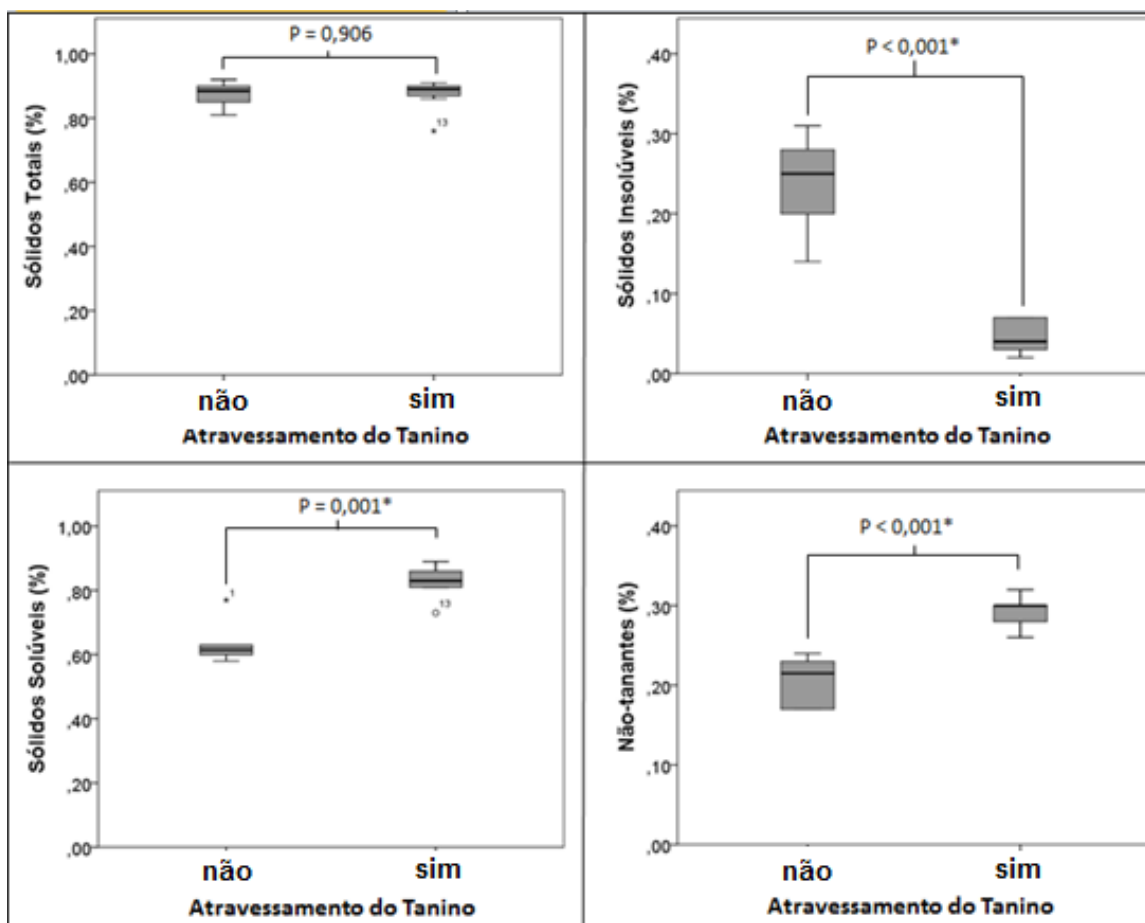 P = 0,906
1,00
,80
,60
,40
,20
,00
Sólidos Totais (%)
13
não sim
Atravessamento do Tanino
P < 0,001*
,40
,30
,20
,10
,00
Sólidos Insolúveis (%)
não sim
Atravessamento do Tanino
P = 0,001*
1,00
,80
,60
,40
,20
,00
Sólidos Solúveis (%)
1
13
não sim
Atravessamento do Tanino
P < 0,001*
,40
,30
,20
,10
,00
Não-tanantes (%)
não sim
Atravessamento do Tanino